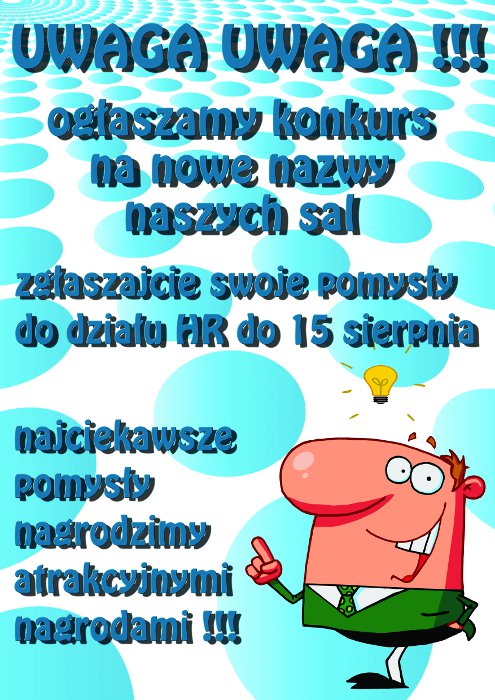 UWAGA UWAGA !!!
ogłaszamy konkurs
na nowe nazwy
naszych sal
zgłaszajcie swoje pomysły
do działu HR do 15 sierpnia
najciekawsze
pomysły
nagrodzimy
atrakcyjnymi
nagrodami !!!